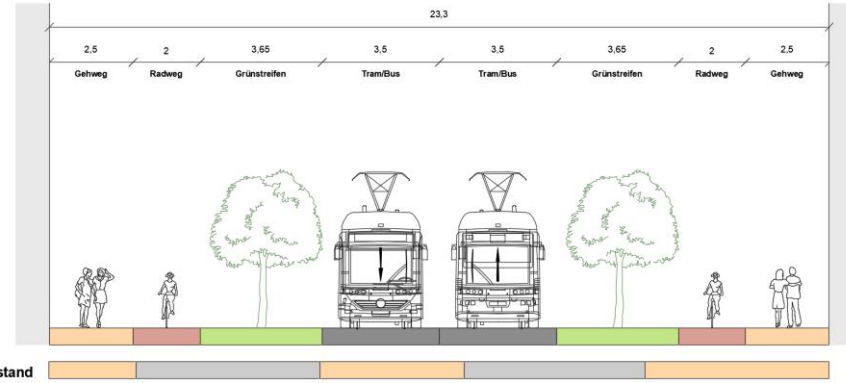 23,3
2,5 2 3,65 3,5 3,5 3,65 2 2,5
Gehweg Radweg Grünstreifen Tram/Bus Tram/Bus Grünstreifen Radweg Gehweg
stand